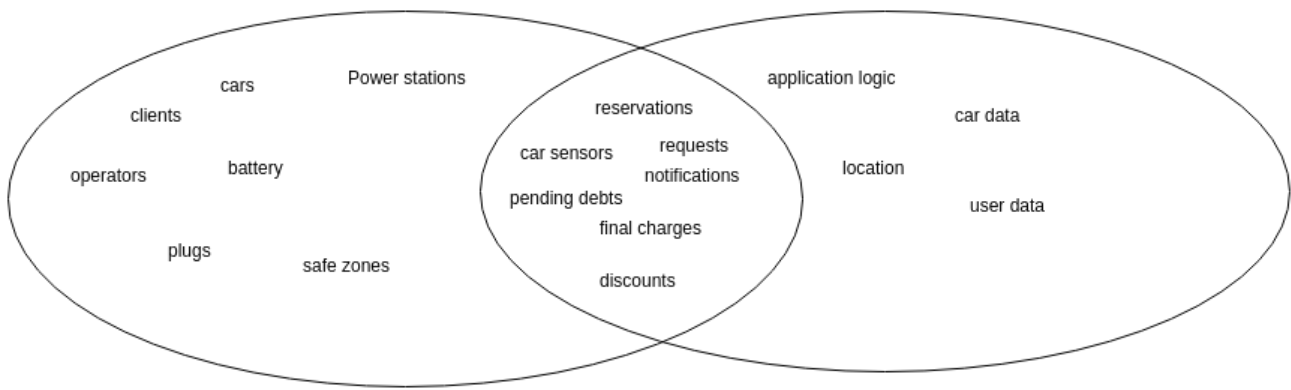 cars
Power stations
clients
operators
battery
plugs
safe zones
reservations
car sensors
requests
notifications
pending debts
final charges
discounts
application logic
car data
location
user data